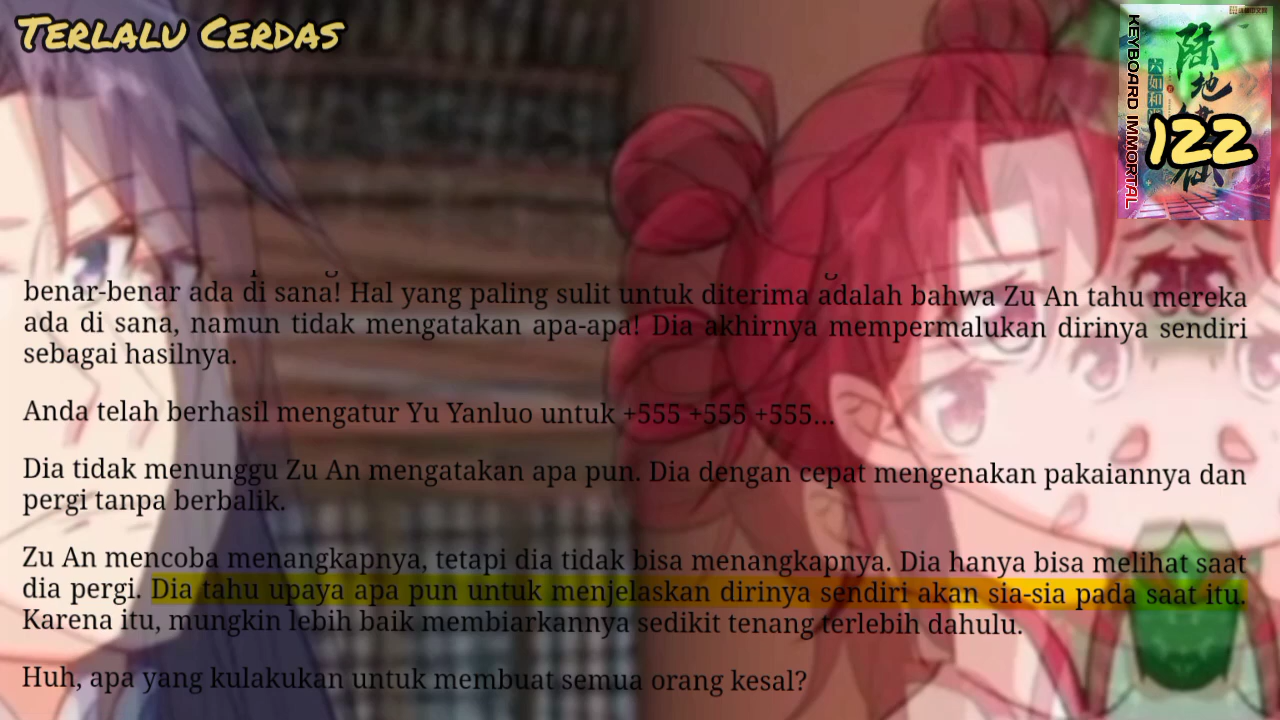 TERLALU CERDAS
KEYBOARD IMMORTAL
陆
地
122
benar-benar ada di sana! Hal yang paling sulit untuk diterima adalah bahwa Zu An tahu mereka
ada di sana, namun tidak mengatakan apa-apa! Dia akhirnya mempermalukan dirinya sendiri
sebagai hasilnya.
Anda telah berhasil mengatur Yu Yanluo untuk +555 +555 +555...
Dia tidak menunggu Zu An mengatakan apa pun. Dia dengan cepat mengenakan pakaiannya dan
pergi tanpa berbalik.
Zu An mencoba menangkapnya, tetapi dia tidak bisa menangkapnya. Dia hanya bisa melihat saat
dia pergi. Dia tahu upaya apa pun untuk menjelaskan dirinya sendiri akan sia-sia pada saat itu.
Karena itu, mungkin lebih baik membiarkannya sedikit tenang terlebih dahulu.
Huh, apa yang kulakukan untuk membuat semua orang kesal?